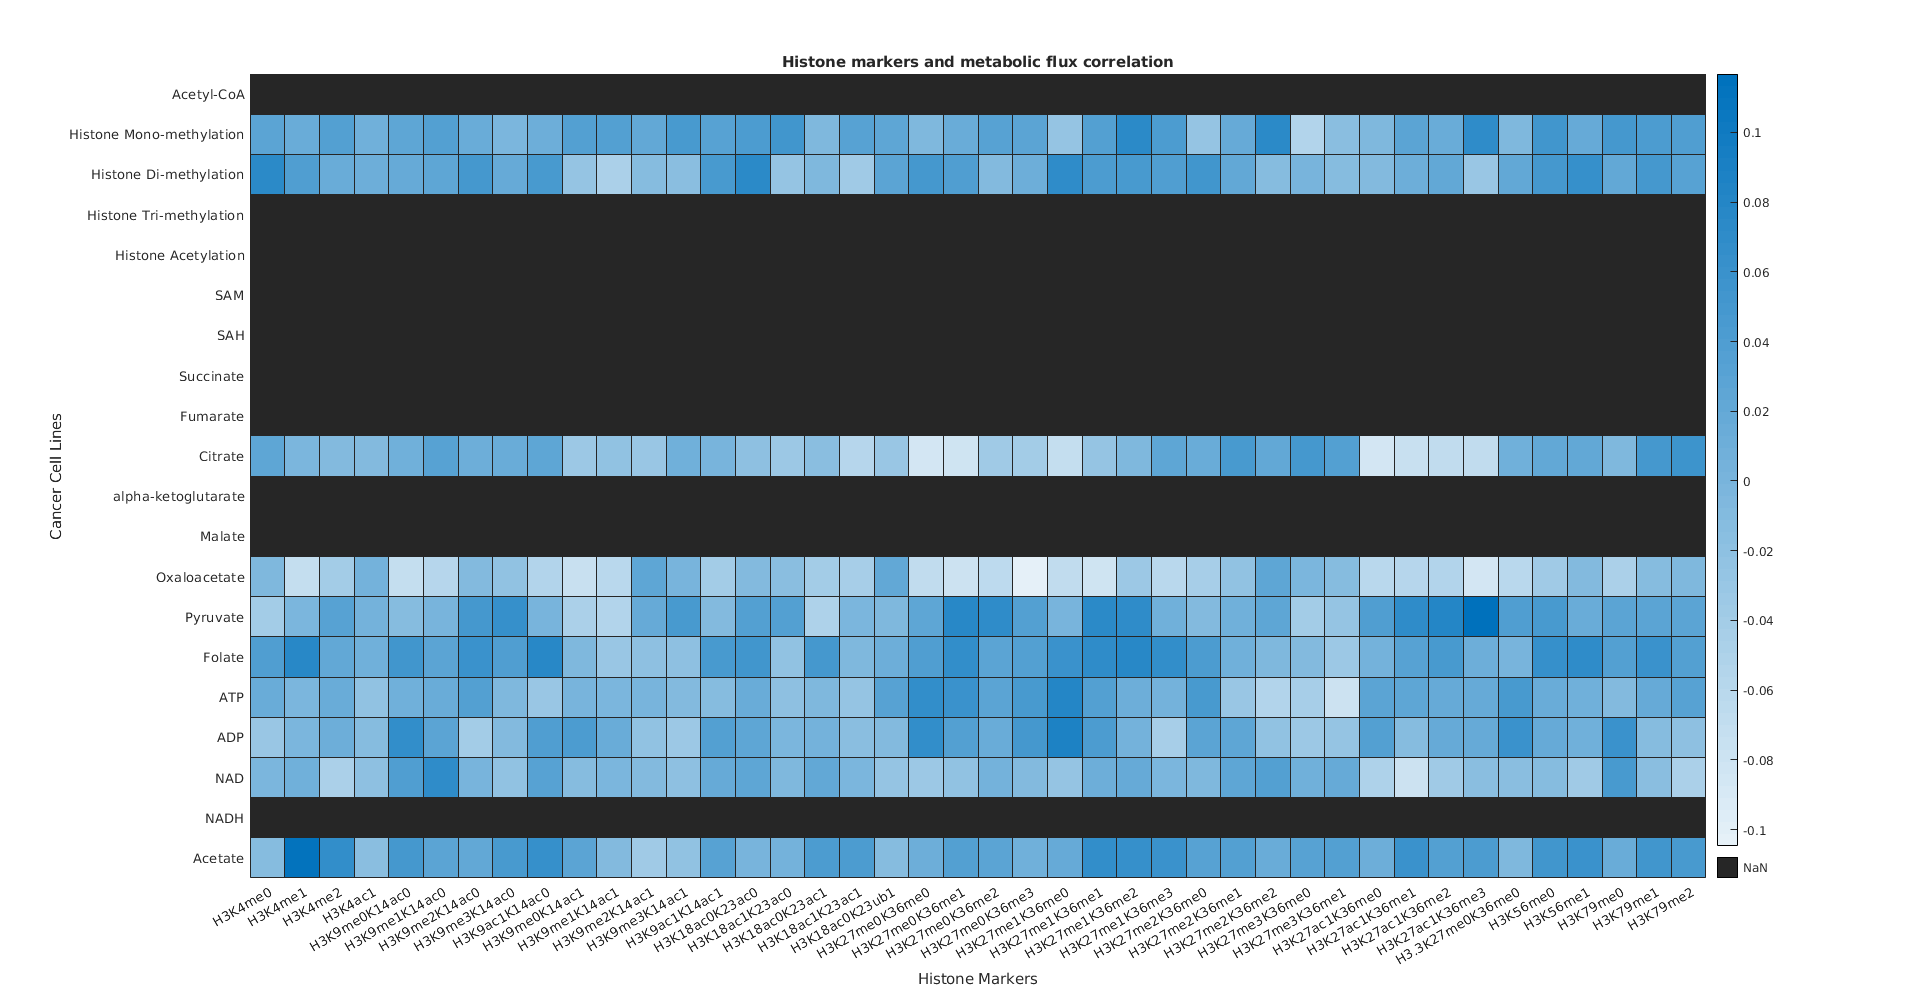 Histone markers and metabolic flux correlation
Cancer Cell Lines
Acetyl-CoA
Histone Mono-methylation
Histone Di-methylation
Histone Tri-methylation
Histone Acetylation
SAM
SAH
Succinate
Fumarate
Citrate
alpha-ketoglutarate
Malate
Oxaloacetate
Pyruvate
Folate
ATP
ADP
NAD
NADH
Acetate
0.1
0.08
0.06
0.04
0.02
0
-0.02
-0.04
-0.06
-0.08
-0.1
NaN
H3K4me0
H3K4me1
H3K4me2
H3K4ac1
H3K9me0K14ac0
H3K9me1K14ac0
H3K9me2K14ac0
H3K9me3K14ac0
H3K9ac1K14ac0
H3K9me0K14ac1
H3K9me1K14ac1
H3K9me2K14ac1
H3K9me3K14ac1
H3K9ac1K14ac1
H3K18ac0K23ac0
H3K18ac1K23ac0
H3K18ac0K23ac1
H3K18ac1K23ac1
H3K18ac0K23ub1
H3K27me0K36me0
H3K27me0K36me1
H3K27me0K36me2
H3K27me0K36me3
H3K27me1K36me0
H3K27me1K36me1
H3K27me1K36me2
H3K27me1K36me3
H3K27me2K36me0
H3K27me2K36me1
H3K27me2K36me2
H3K27me3K36me0
H3K27me3K36me1
H3K27ac1K36me0
H3K27ac1K36me1
H3K27ac1K36me2
H3K27ac1K36me3
H3.3K27me0K36me0
H3K56me0
H3K56me1
H3K79me0
H3K79me1
H3K79me2
Histone Markers